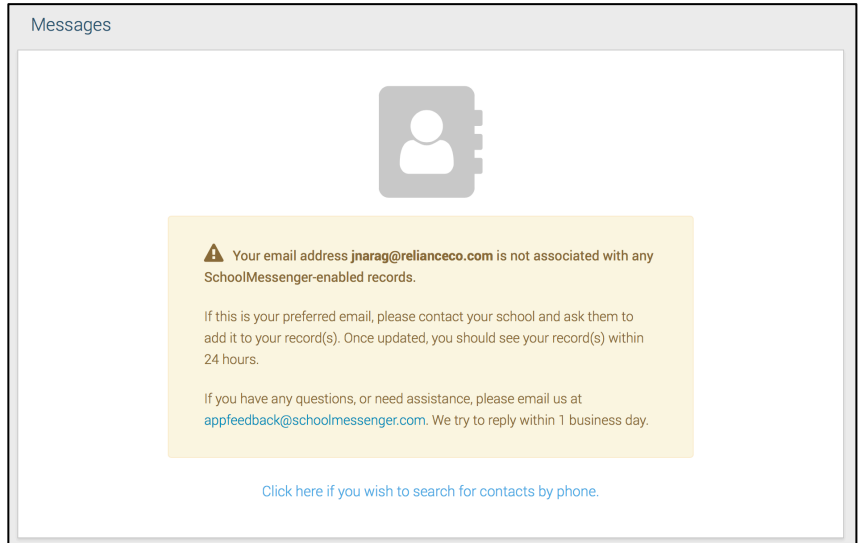 Messages
Your email address jnarag@relianceco.com is not associated with any
SchoolMessenger-enabled records.
If this is your preferred email, please contact your school and ask them to
add it to your record(s). Once updated, you should see your record(s) within
24 hours.
If you have any questions, or need assistance, please email us at
appfeedback@schoolmessenger.com. We try to reply within 1 business day.
Click here if you wish to search for contacts by phone.